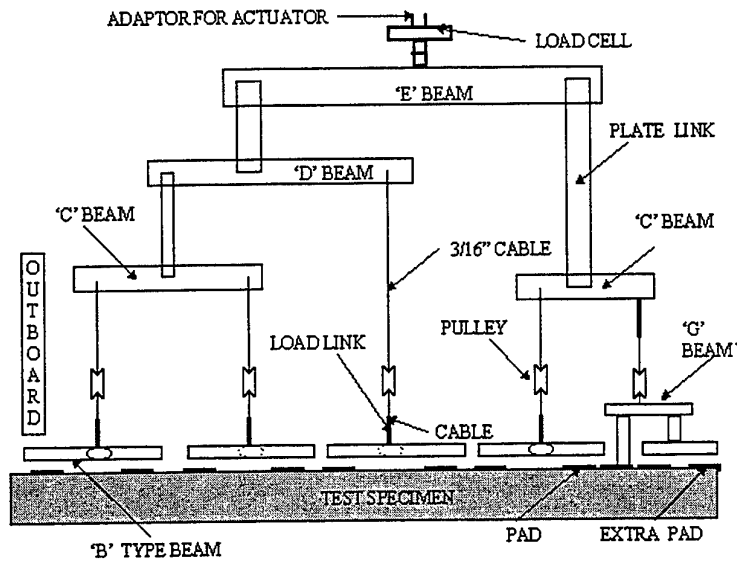 ADAPTOR FOR ACTUATOR
LOAD CELL
'E' BEAM
PLATE LINK
'D' BEAM
'C' BEAM
'C' BEAM
3/16" CABLE
OUTBOARD
PULLEY
'G'
BEAM'
LOAD LINK
CABLE
TEST SPECIMEN
'B' TYPE BEAM
PAD
EXTRA PAD